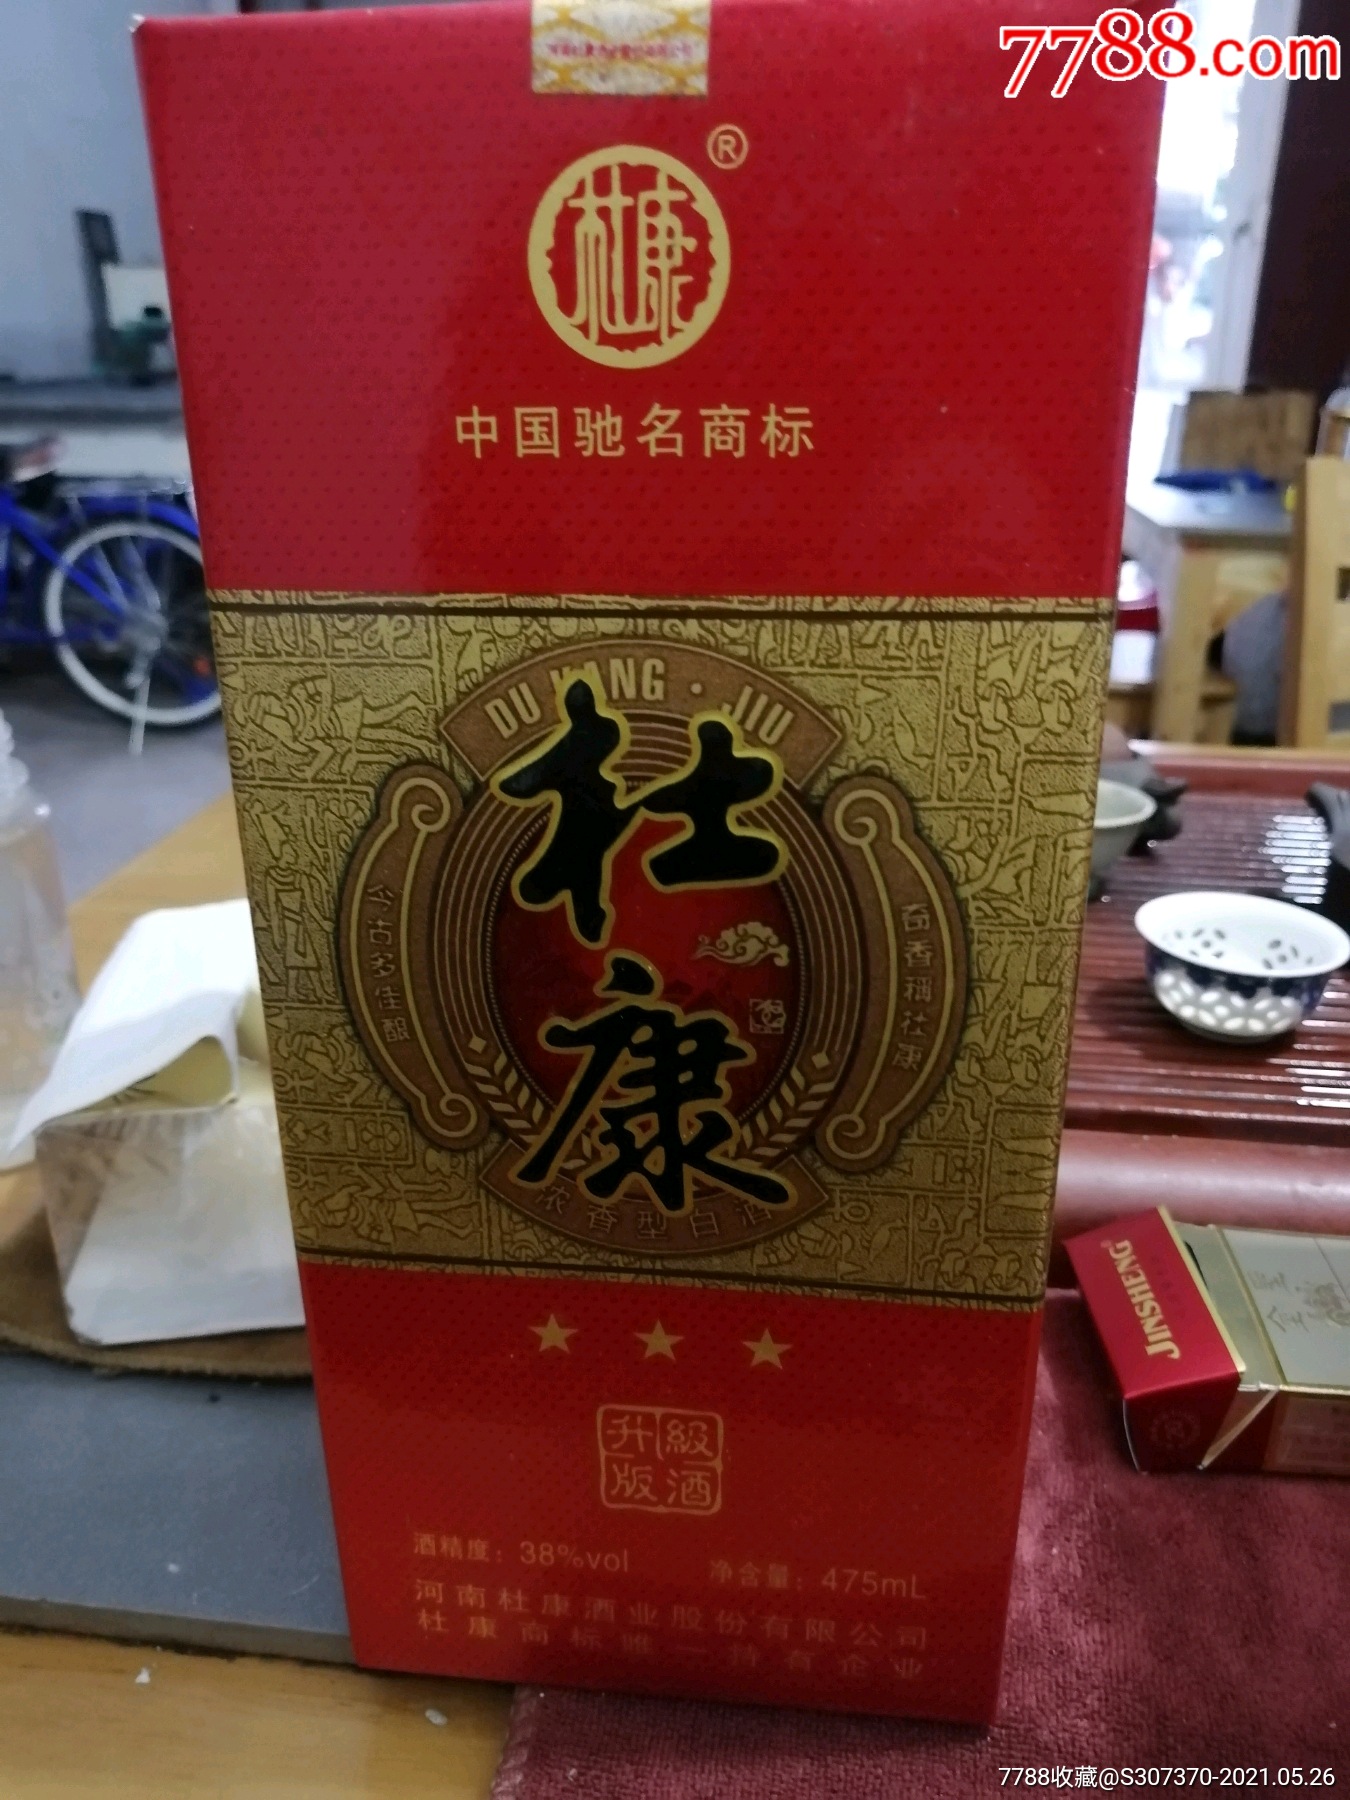 7788.com
杜康
®
中国驰名商标
DU KANG · JIU
杜康
今古多佳酿
奇香稱杜康
浓香型白酒
升級
版酒
酒精度：38%vol 净含量：475mL
河南杜康酒业股份有限公司
杜康商标唯一持有企业
JINSHENG
7788收藏@S307370-2021.05.26